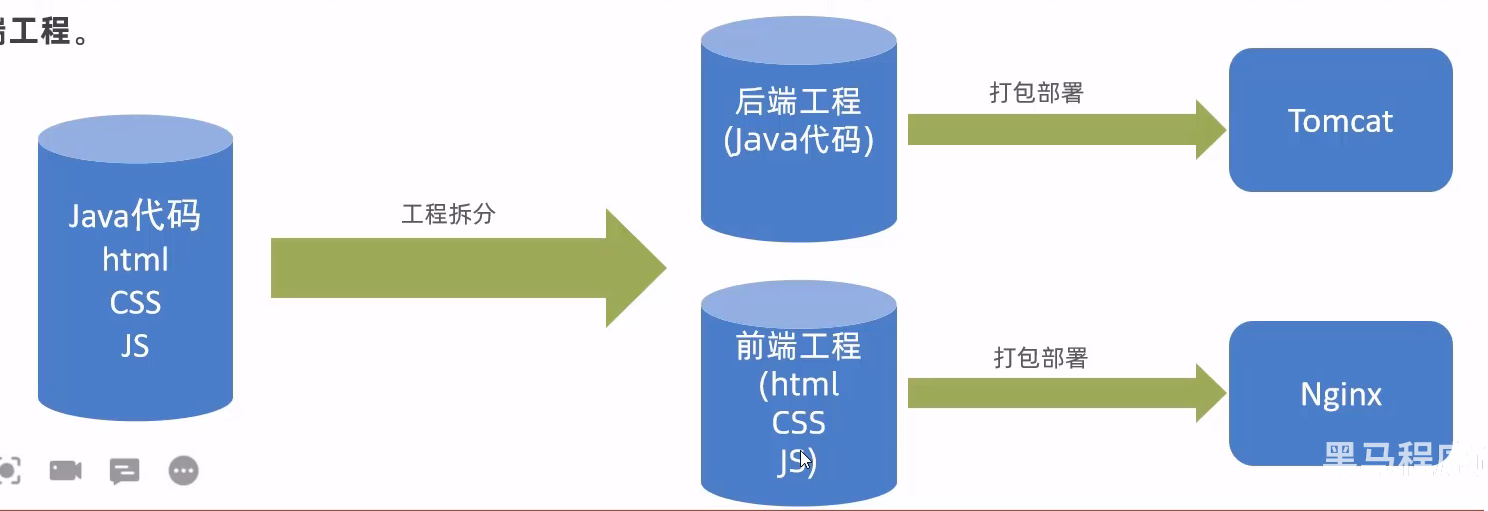 端工程。
Java代码
html
CSS
JS
工程拆分
后端工程
(Java代码)
打包部署
Tomcat
前端工程
(html
CSS
JS)
打包部署
Nginx
黑马程序